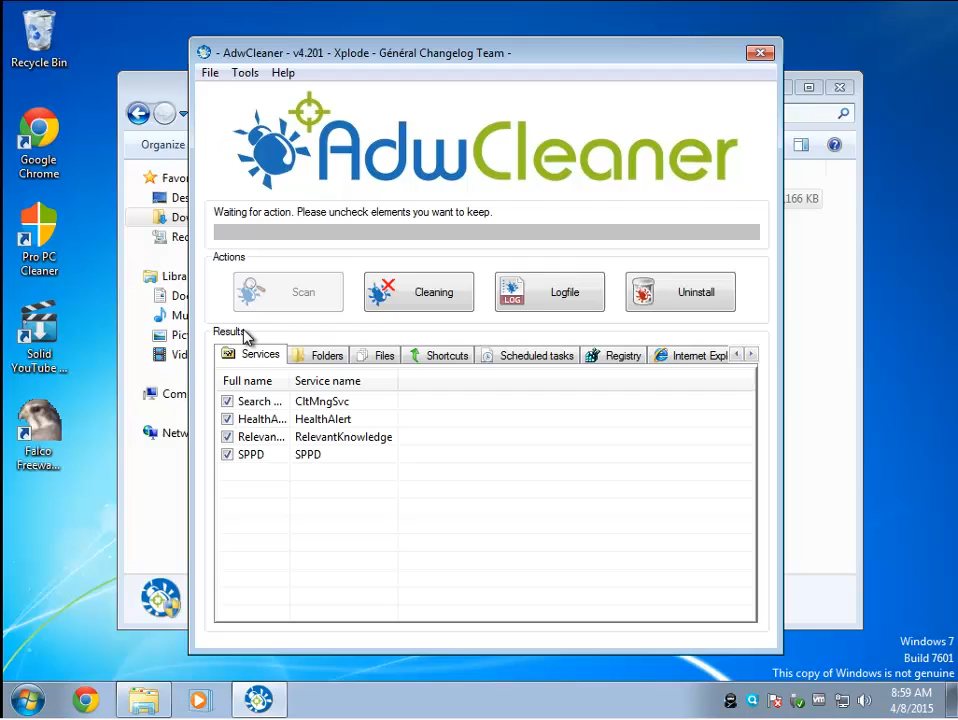 Recycle Bin
Google
Chrome
Pro PC
Cleaner
Solid
YouTube ...
Falco
Freewa...
- AdwCleaner - v4.201 - Xplode - Général Changelog Team -
File Tools Help
AdwCleaner
Waiting for action. Please uncheck elements you want to keep.
Actions
Scan Cleaning LOG Logfile Uninstall
Results
Services Folders Files Shortcuts Scheduled tasks Registry Internet Expl
Full name Service name
Search ... CltMngSvc
HealthA... HealthAlert
Relevan... RelevantKnowledge
SPPD SPPD
Organize
Favor
Des
Dow
Rec
Libra
Doc
Mu
Pict
Vid
Com
Netw
166 KB
Windows 7
Build 7601
This copy of Windows is not genuine
8:59 AM
4/8/2015